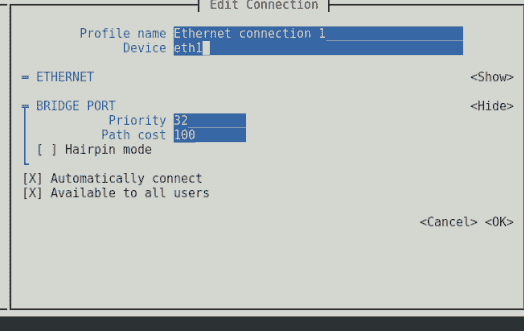 Edit Connection
Profile name Ethernet connection 1
Device eth1
= ETHERNET <Show>
= BRIDGE PORT <Hide>
Priority 32
Path cost 100
[ ] Hairpin mode
[X] Automatically connect
[X] Available to all users
<Cancel> <OK>